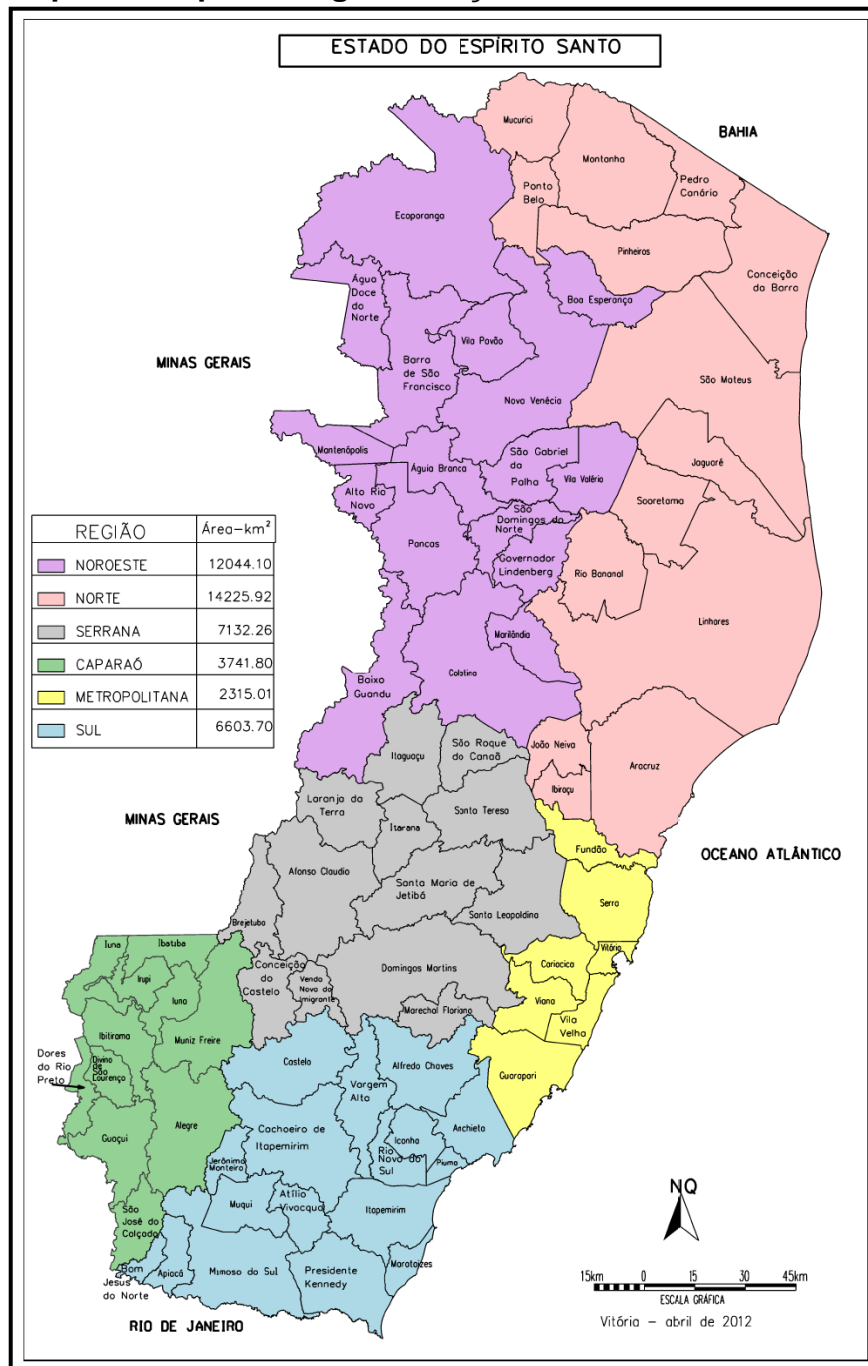 ESTADO DO ESPÍRITO SANTO
BAHIA
Mucurici
Montanha
Pedro
Canário
Ponto
Belo
Ecoporanga
Pinheiros
Conceição
da Barra
Água
Doce
do
Norte
Boa Esperança
Vila Pavão
MINAS GERAIS
Barra
de São
Francisco
São Mateus
Nova Venécia
Mantenópolis
Águia Branca
São Gabriel
da
Palha
Vila Valério
Jaguaré
Sooretama
Alto Rio
Novo
São
Domingos do
Norte
Pancas
Governador
Lindenberg
Rio Bananal
Linhares
REGIÃO Área-km²
NOROESTE 12044.10
NORTE 14225.92
SERRANA 7132.26
CAPARAÓ 3741.80
METROPOLITANA 2315.01
SUL 6603.70
Marilândia
Colatina
Baixo
Guandu
Itaguaçu
São Roque
do Canaã
João Neiva
Aracruz
Ibiraçu
Laranja da
Terra
Itarana
Santa Teresa
MINAS GERAIS
Fundão
OCEANO ATLÂNTICO
Afonso Claudio
Santa Maria de
Jetibá
Serra
Santa Leopoldina
Brejetuba
Iuna
Ibatuba
Irupi
Iuna
Conceição
do
Castelo
Venda
Nova do
Imigrante
Domingos Martins
Vitória
Cariacica
Marechal Floriano
Viana
Vila
Velha
Ibitirama
Muniz Freire
Dores
do Rio
Preto
Divino
de
São
Lourenço
Castelo
Alfredo Chaves
Guarapari
Vargem
Alta
Guaçui
Alegre
Cachoeiro de
Itapemirim
Anchieta
Iconha
Rio
Novo do
Sul
Piuma
Jerônimo
Monteiro
Muqui
Atílio
Vivacqua
Itapemirim
São
José do
Calçado
Bom
Jesus
do Norte
Apiacá
Mimoso do Sul
Presidente
Kennedy
Marataízes
RIO DE JANEIRO
NQ
15km 0 15 30 45km
ESCALA GRÁFICA
Vitória - abril de 2012